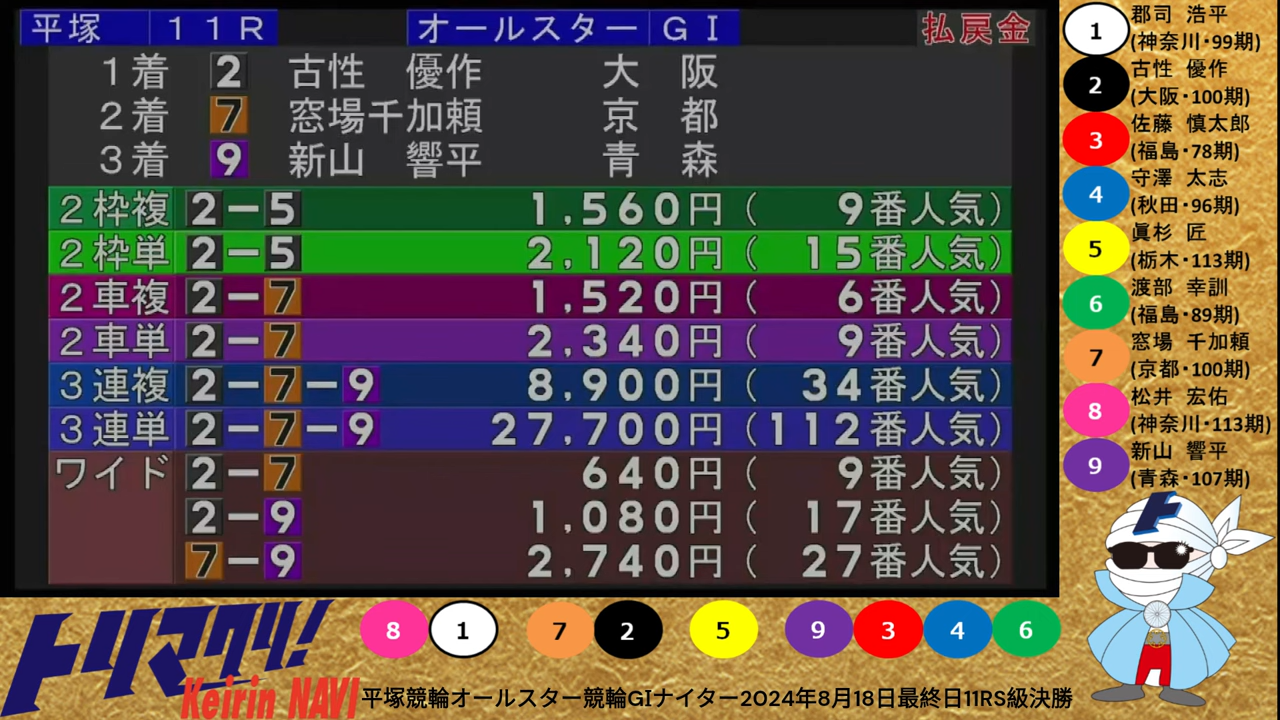 平塚 11R オールスター GⅠ 払戻金
1着 2 古性 優作 大阪
2着 7 窓場千加頼 京都
3着 9 新山 響平 青森
2枠複 2-5 1,560円( 9番人気)
2枠単 2-5 2,120円( 15番人気)
2車複 2-7 1,520円( 6番人気)
2車単 2-7 2,340円( 9番人気)
3連複 2-7-9 8,900円( 34番人気)
3連単 2-7-9 27,700円(112番人気)
ワイド 2-7 640円( 9番人気)
2-9 1,080円( 17番人気)
7-9 2,740円( 27番人気)
1 郡司 浩平
(神奈川・99期)
2 古性 優作
(大阪・100期)
3 佐藤 慎太郎
(福島・78期)
4 守澤 太志
(秋田・96期)
5 眞杉 匠
(栃木・113期)
6 渡部 幸訓
(福島・89期)
7 窓場 千加頼
(京都・100期)
8 松井 宏佑
(神奈川・113期)
9 新山 響平
(青森・107期)
トリマクリ!
Keirin NAVI
8 1 7 2 5 9 3 4 6
平塚競輪オールスター競輪GIナイター2024年8月18日最終日11RS級決勝